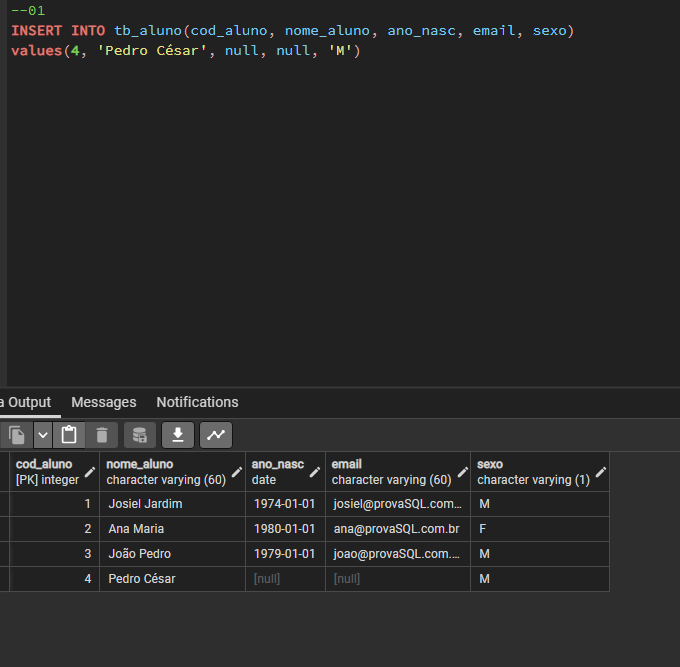 --01
INSERT INTO tb_aluno(cod_aluno, nome_aluno, ano_nasc, email, sexo)
values(4, 'Pedro César', null, null, 'M')
a Output Messages Notifications
cod_aluno nome_aluno ano_nasc email sexo
[PK] integer character varying (60) date character varying (60) character varying (1)
1 Josiel Jardim 1974-01-01 josiel@provaSQL.com... M
2 Ana Maria 1980-01-01 ana@provaSQL.com.br F
3 João Pedro 1979-01-01 joao@provaSQL.com.... M
4 Pedro César [null] [null] M